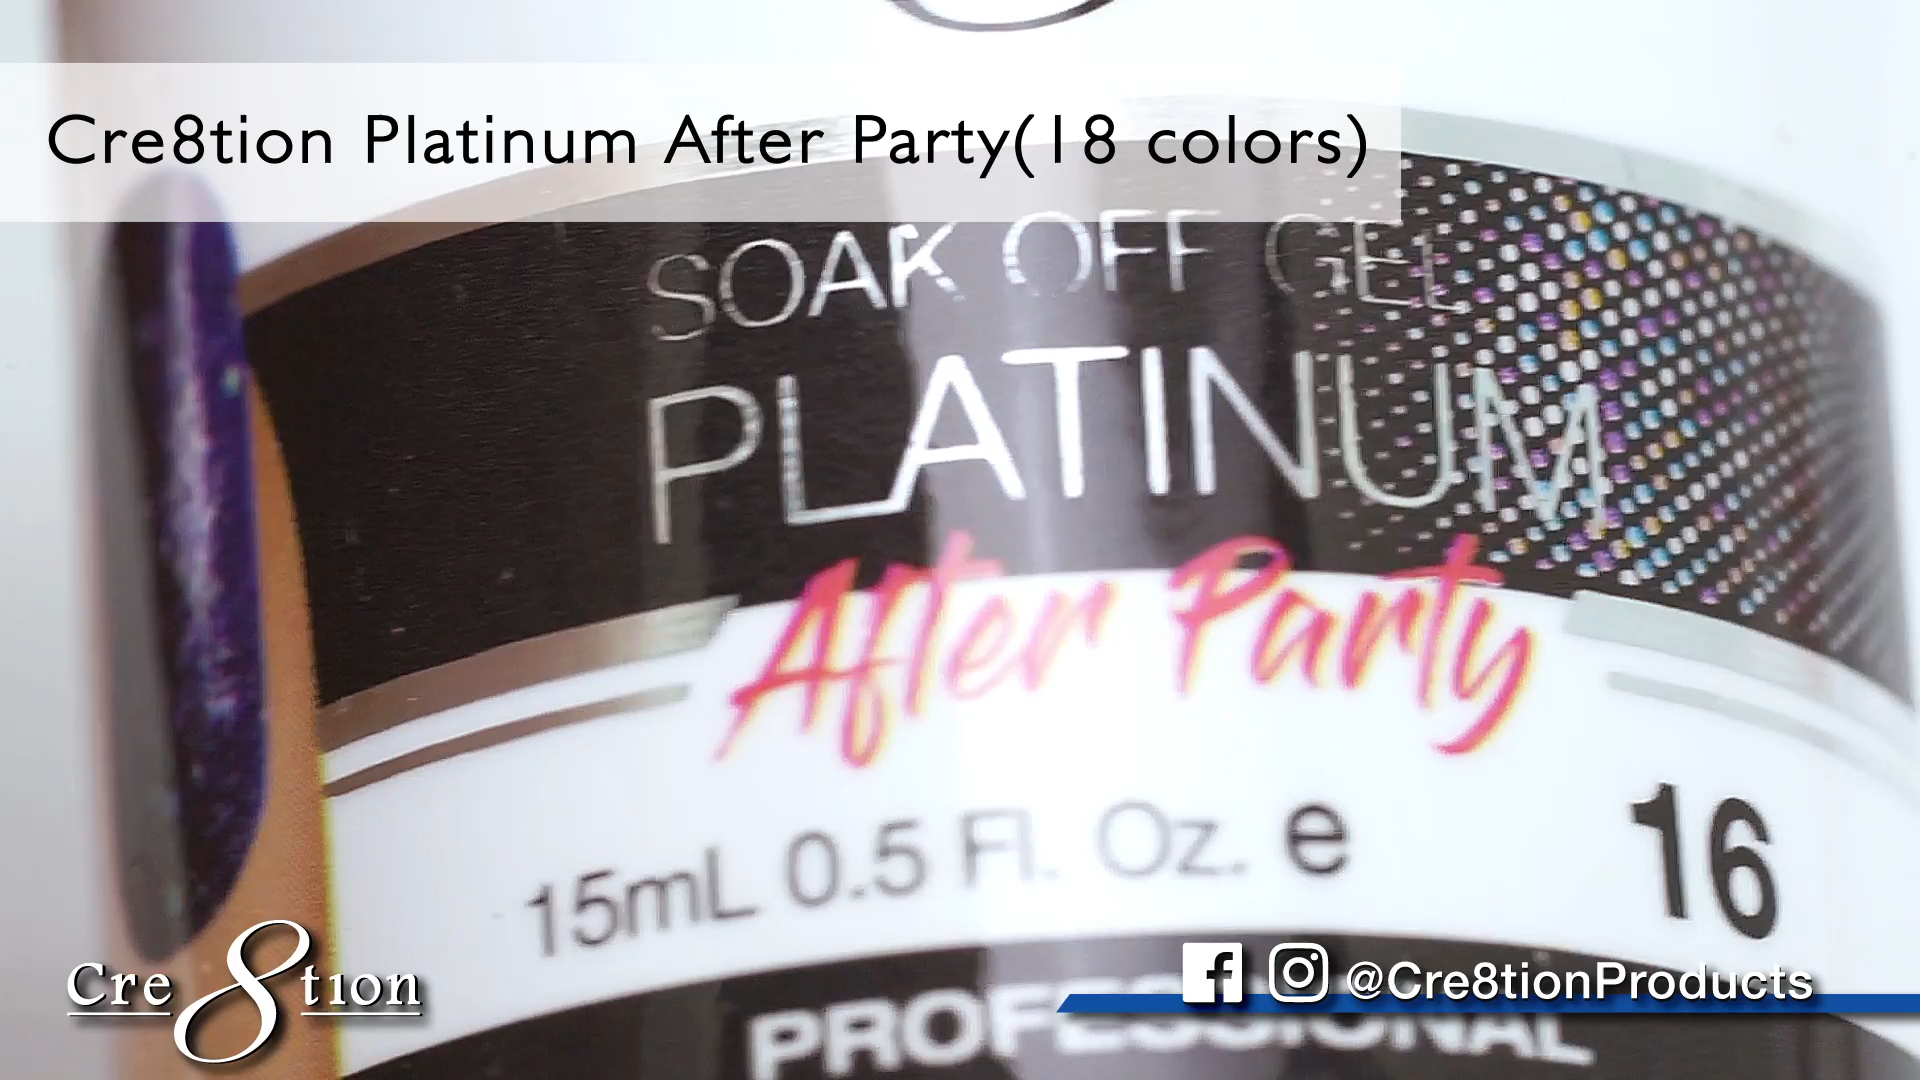 Cre8tion Platinum After Party(18 colors)
SOAK OFF GEL
PLATINUM
After Party
15mL 0.5 Fl. Oz. e
16
PROFESSIONAL
Cre8tion
@Cre8tionProducts